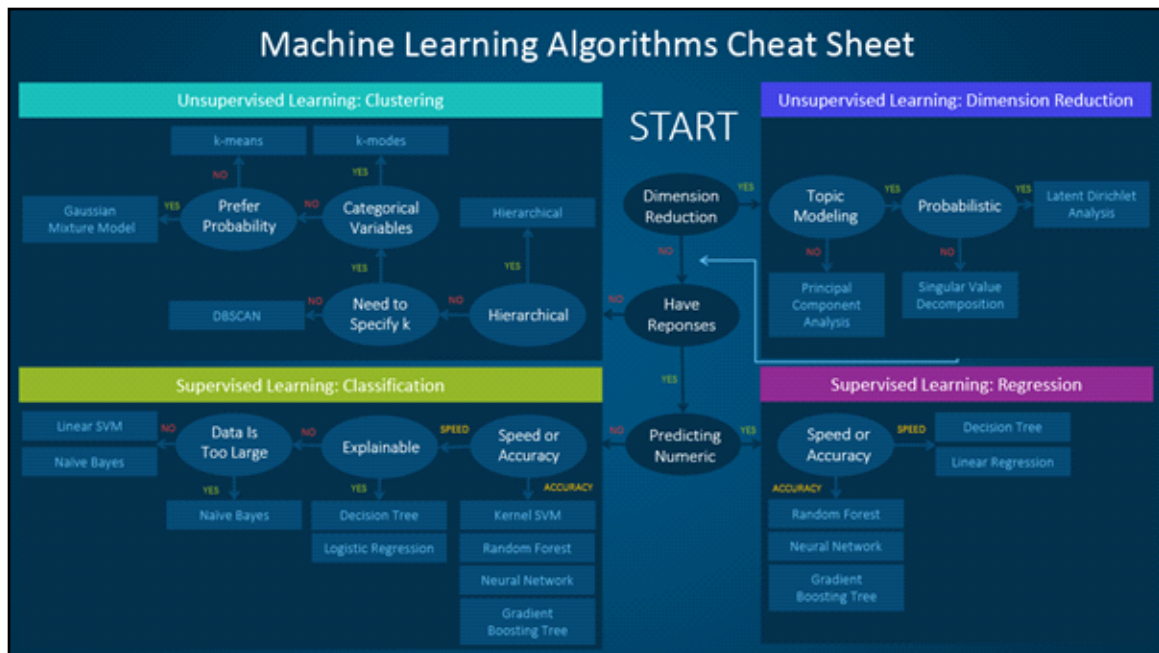 Machine Learning Algorithms Cheat Sheet
Unsupervised Learning: Clustering
START
Unsupervised Learning: Dimension Reduction
k-means
k-modes
NO
YES
Gaussian
Mixture Model
YES
Prefer
Probability
NO
Categorical
Variables
Hierarchical
YES
YES
DBSCAN
NO
Need to
Specify k
NO
Hierarchical
NO
Dimension
Reduction
YES
Topic
Modeling
YES
Probabilistic
YES
Latent Dirichlet
Analysis
NO
NO
NO
Principal
Component
Analysis
Singular Value
Decomposition
Have
Reponses
YES
Supervised Learning: Classification
Supervised Learning: Regression
Linear SVM
Naïve Bayes
NO
Data Is
Too Large
NO
Explainable
SPEED
Speed or
Accuracy
NO
Predicting
Numeric
YES
Speed or
Accuracy
SPEED
Decision Tree
Linear Regression
YES
YES
ACCURACY
ACCURACY
Naïve Bayes
Decision Tree
Logistic Regression
Kernel SVM
Random Forest
Neural Network
Gradient
Boosting Tree
Random Forest
Neural Network
Gradient
Boosting Tree